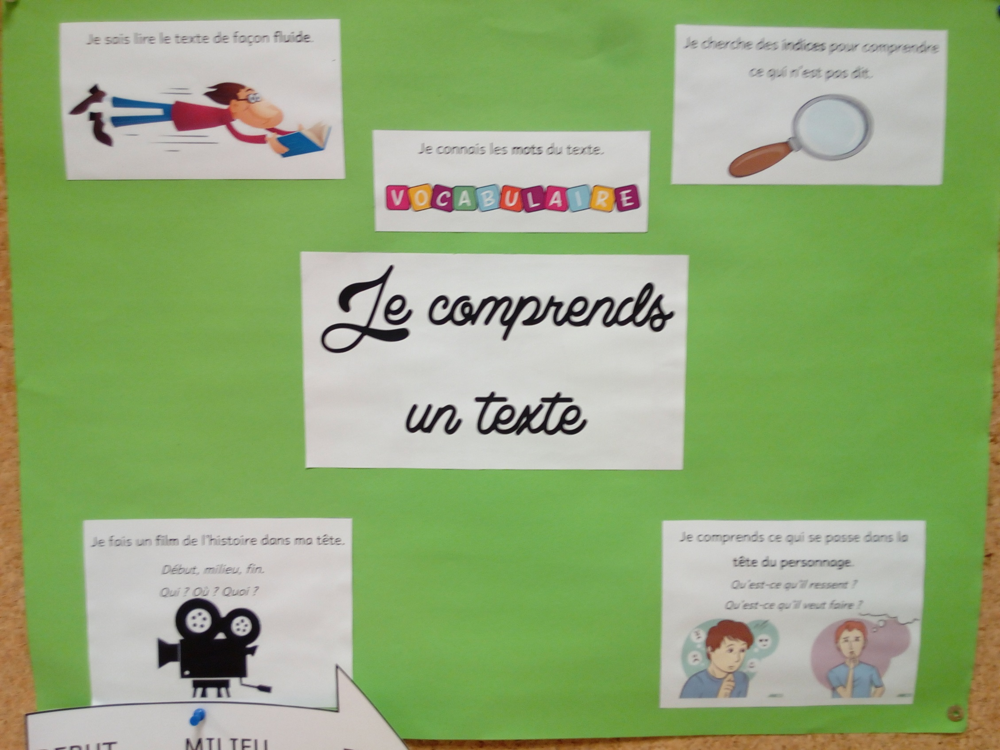 Je sais lire le texte de façon fluide.
Je cherche des indices pour comprendre
ce qui n'est pas dit.
Je connais les mots du texte.
VOCABULAIRE
Je comprends
un texte
Je fais un film de l'histoire dans ma tête.
Début, milieu, fin.
Qui ? Où ? Quoi ?
Je comprends ce qui se passe dans la
tête du personnage.
Qu'est-ce qu'il ressent ?
Qu'est-ce qu'il veut faire ?
DEBUT MILIEU